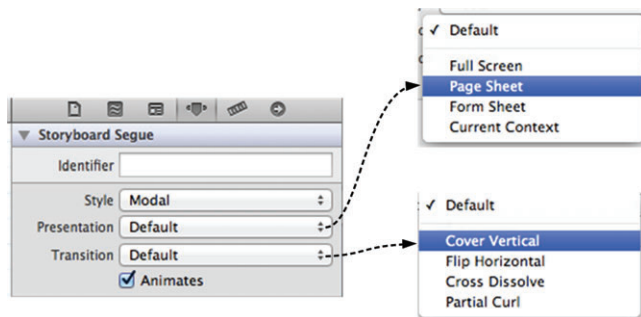 Storyboard Segue
Identifier
Style Modal
Presentation Default
Transition Default
Animates
Default
Full Screen
Page Sheet
Form Sheet
Current Context
Default
Cover Vertical
Flip Horizontal
Cross Dissolve
Partial Curl